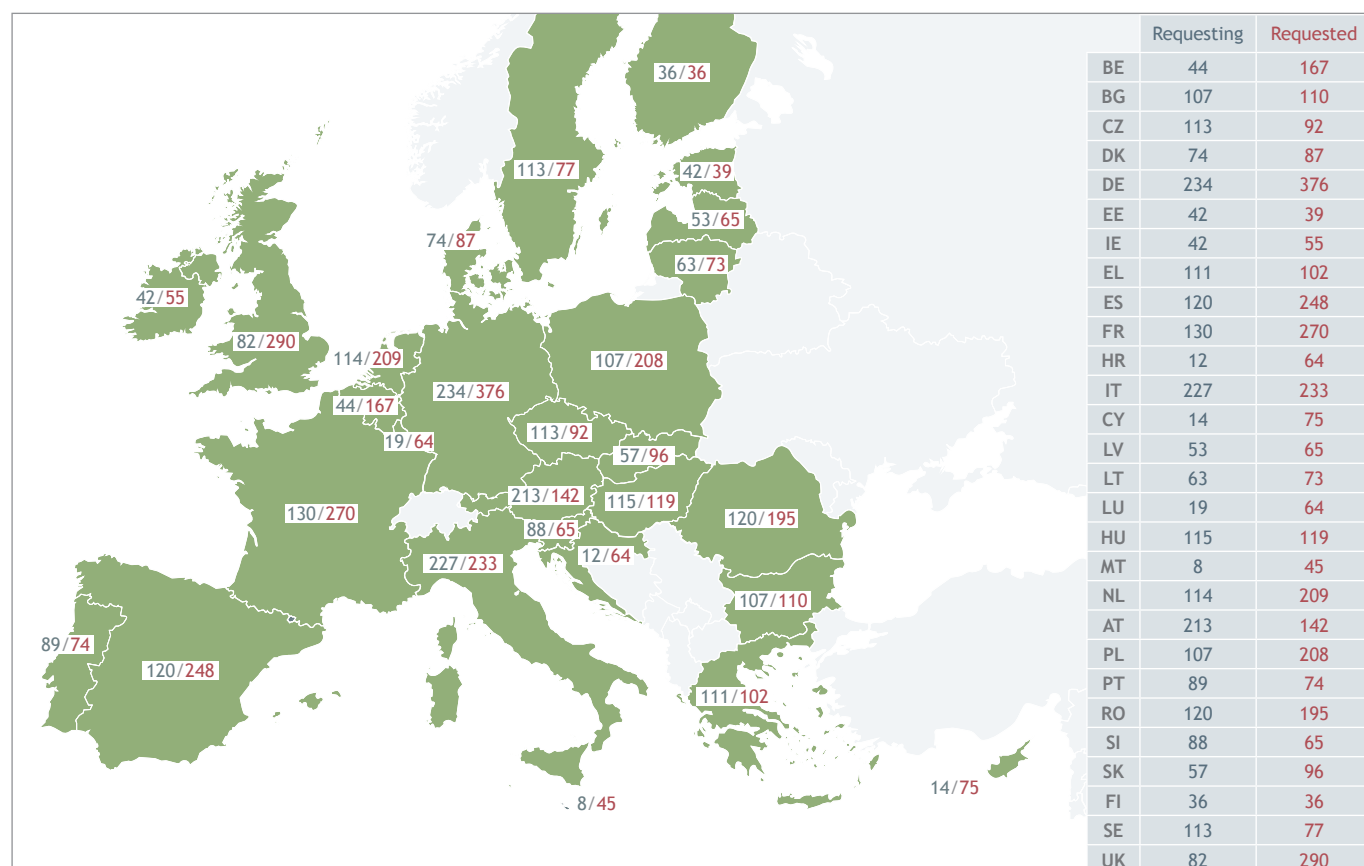 36/36
113/77
42/39
53/65
74/87
63/73
42/55
82/290
114/209
107/208
234/376
44/167
113/92
19/64
57/96
213/142
115/119
130/270
120/195
88/65
12/64
227/233
107/110
89/74
120/248
111/102
14/75
8/45
Requesting Requested
BE 44 167
BG 107 110
CZ 113 92
DK 74 87
DE 234 376
EE 42 39
IE 42 55
EL 111 102
ES 120 248
FR 130 270
HR 12 64
IT 227 233
CY 14 75
LV 53 65
LT 63 73
LU 19 64
HU 115 119
MT 8 45
NL 114 209
AT 213 142
PL 107 208
PT 89 74
RO 120 195
SI 88 65
SK 57 96
FI 36 36
SE 113 77
UK 82 290